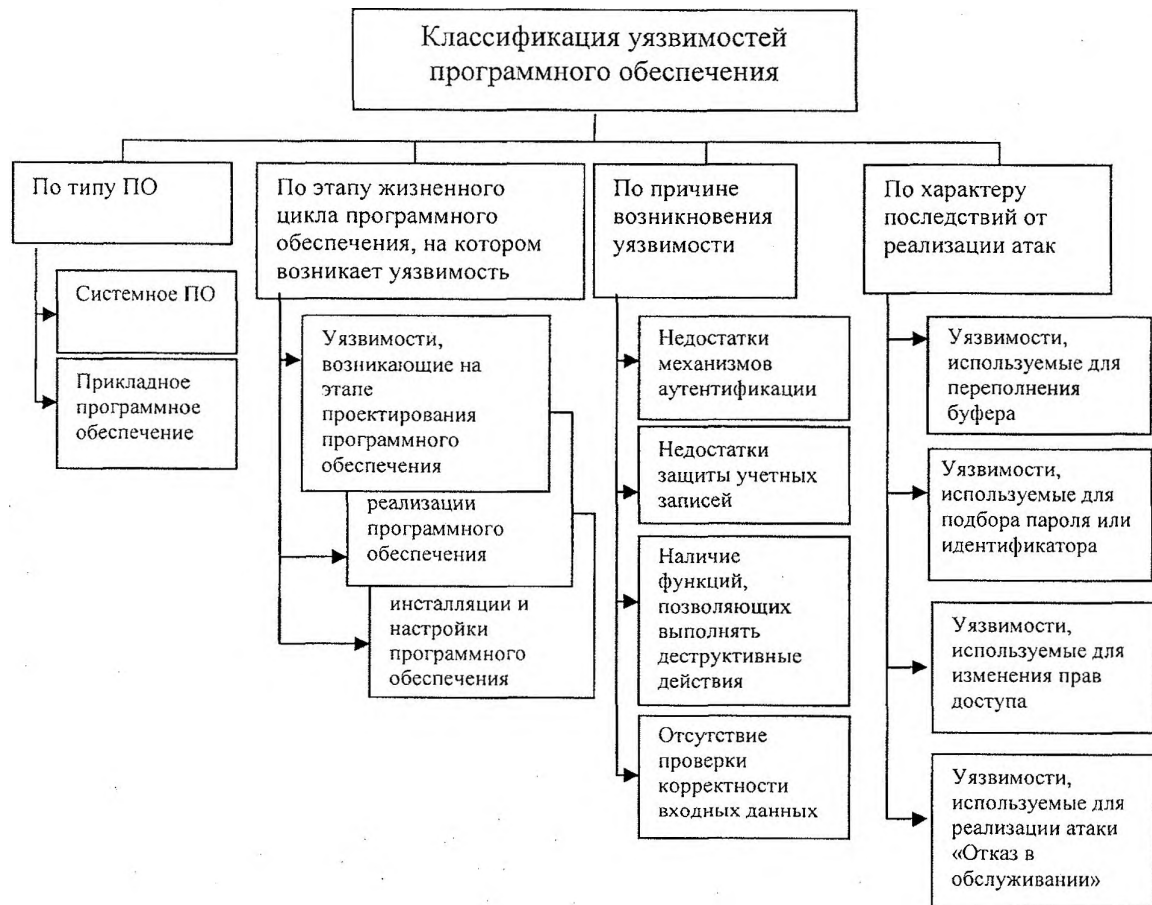 Классификация уязвимостей
программного обеспечения
По типу ПО
Системное ПО
Прикладное
программное
обеспечение
По этапу жизненного
цикла программного
обеспечения, на котором
возникает уязвимость
Уязвимости,
возникающие на
этапе
проектирования
программного
обеспечения
реализации
программного
обеспечения
инсталляции и
настройки
программного
обеспечения
По причине
возникновения
уязвимости
Недостатки
механизмов
аутентификации
Недостатки
защиты учетных
записей
Наличие
функций,
позволяющих
выполнять
деструктивные
действия
Отсутствие
проверки
корректности
входных данных
По характеру
последствий от
реализации атак
Уязвимости,
используемые для
переполнения
буфера
Уязвимости,
используемые для
подбора пароля или
идентификатора
Уязвимости,
используемые для
изменения прав
доступа
Уязвимости,
используемые для
реализации атаки
«Отказ в
обслуживании»